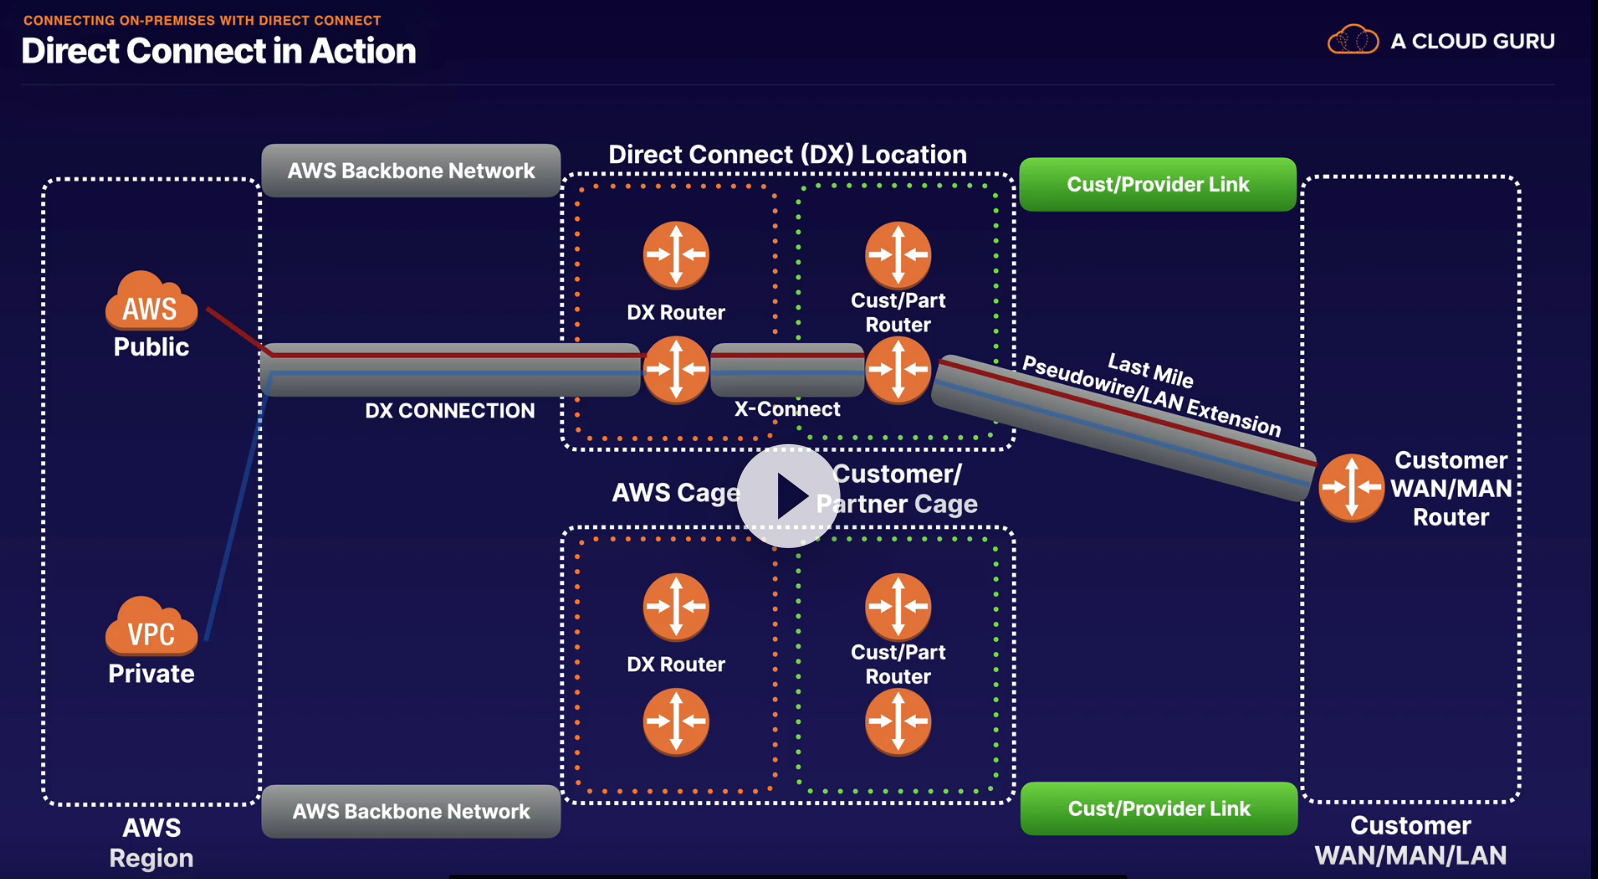 CONNECTING ON-PREMISES WITH DIRECT CONNECT
Direct Connect in Action
A CLOUD GURU
AWS Backbone Network
Direct Connect (DX) Location
Cust/Provider Link
AWS
Public
DX Router
Cust/Part
Router
DX CONNECTION
X-Connect
Last Mile
Pseudowire/LAN Extension
Customer
WAN/MAN
Router
AWS Cage
Customer/
Partner Cage
VPC
Private
DX Router
Cust/Part
Router
AWS Backbone Network
Cust/Provider Link
AWS
Region
Customer
WAN/MAN/LAN